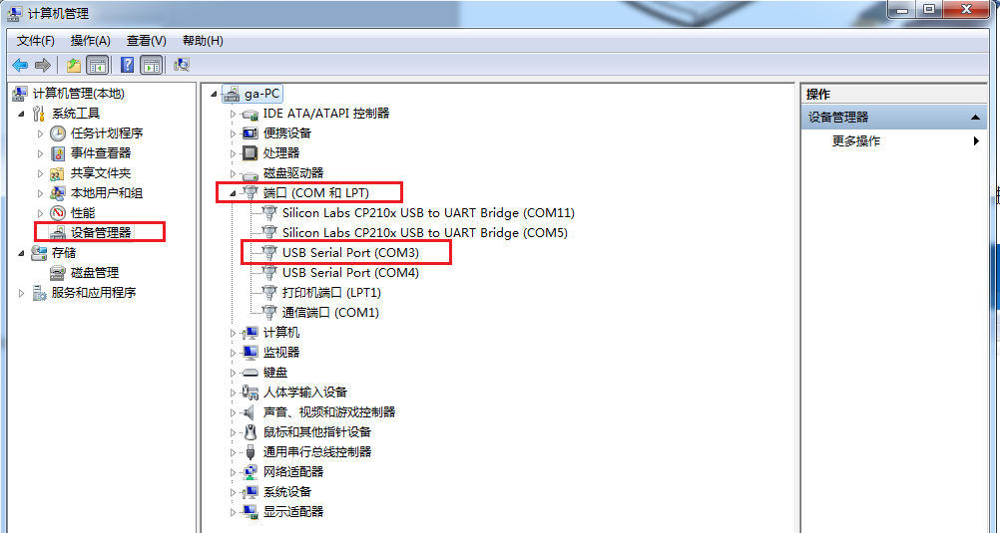 计算机管理
文件(F) 操作(A) 查看(V) 帮助(H)
计算机管理(本地)
系统工具
任务计划程序
事件查看器
共享文件夹
本地用户和组
性能
设备管理器
存储
磁盘管理
服务和应用程序
ga-PC
IDE ATA/ATAPI 控制器
便携设备
处理器
磁盘驱动器
端口 (COM 和 LPT)
Silicon Labs CP210x USB to UART Bridge (COM11)
Silicon Labs CP210x USB to UART Bridge (COM5)
USB Serial Port (COM3)
USB Serial Port (COM4)
打印机端口 (LPT1)
通信端口 (COM1)
计算机
监视器
键盘
人体学输入设备
声音、视频和游戏控制器
鼠标和其他指针设备
通用串行总线控制器
网络适配器
系统设备
显示适配器
操作
设备管理器
更多操作